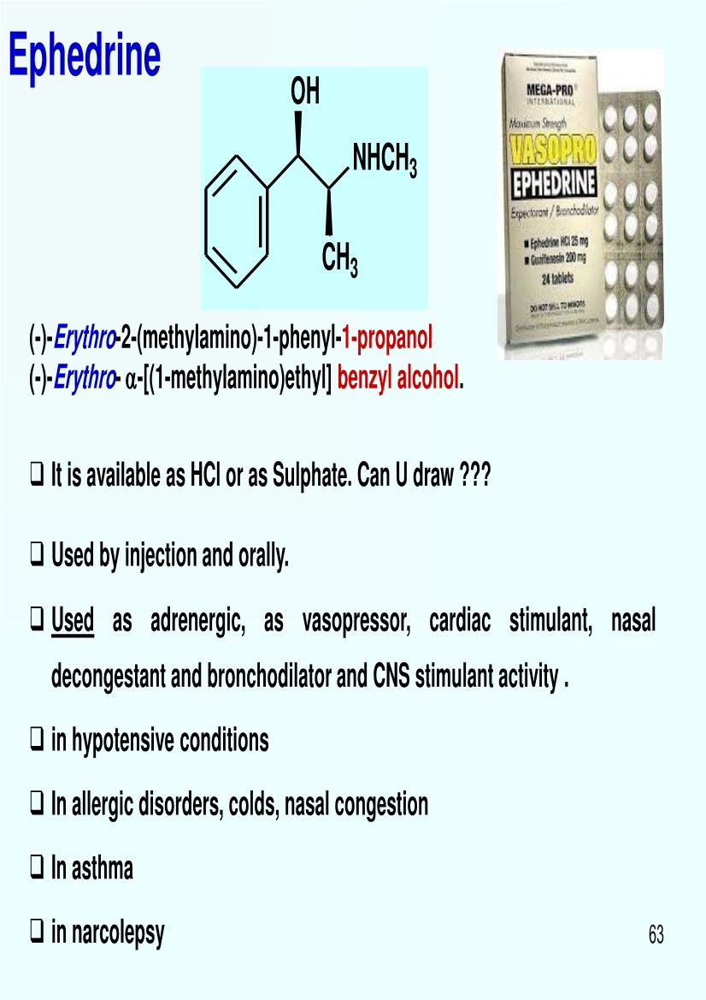 Ephedrine
OH
NHCH3
CH3
MEGA-PRO
INTERNATIONAL
Maximum Strength
VASOPRO
EPHEDRINE
Expectorant / Bronchodilator
■ Ephedrine HCl 25 mg
■ Guaifenesin 200 mg
24 tablets
DO NOT SELL TO MINORS
(-)-Erythro-2-(methylamino)-1-phenyl-1-propanol
(-)-Erythro- α-[(1-methylamino)ethyl] benzyl alcohol.
❑ It is available as HCl or as Sulphate. Can U draw ???
❑ Used by injection and orally.
❑ Used as adrenergic, as vasopressor, cardiac stimulant, nasal
decongestant and bronchodilator and CNS stimulant activity .
❑ in hypotensive conditions
❑ In allergic disorders, colds, nasal congestion
❑ In asthma
❑ in narcolepsy
63